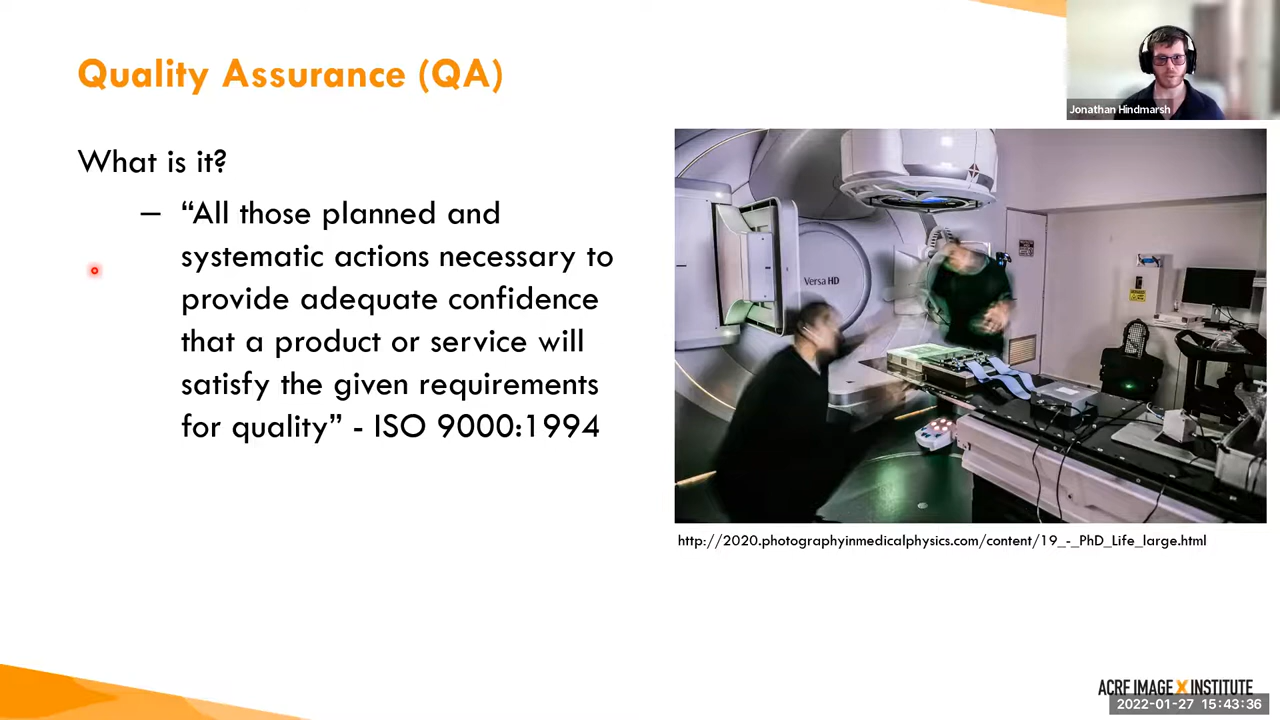 Quality Assurance (QA)
Jonathan Hindmarsh
What is it?
– “All those planned and
systematic actions necessary to
provide adequate confidence
that a product or service will
satisfy the given requirements
for quality” - ISO 9000:1994
Versa HD
http://2020.photographyinmedicalphysics.com/content/19_-_PhD_Life_large.html
ACRF IMAGE X INSTITUTE
2022-01-27 15:43:36